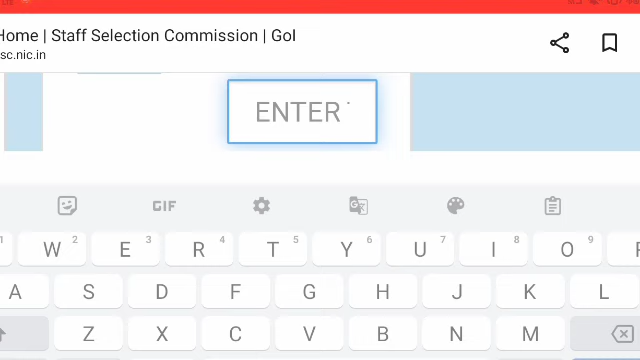 Home | Staff Selection Commission | GoI
sc.nic.in
ENTER
GIF
1 W 2 E 3 R 4 T 5 Y 6 U 7 I 8 O 9
A S D F G H J K L
Z X C V B N M